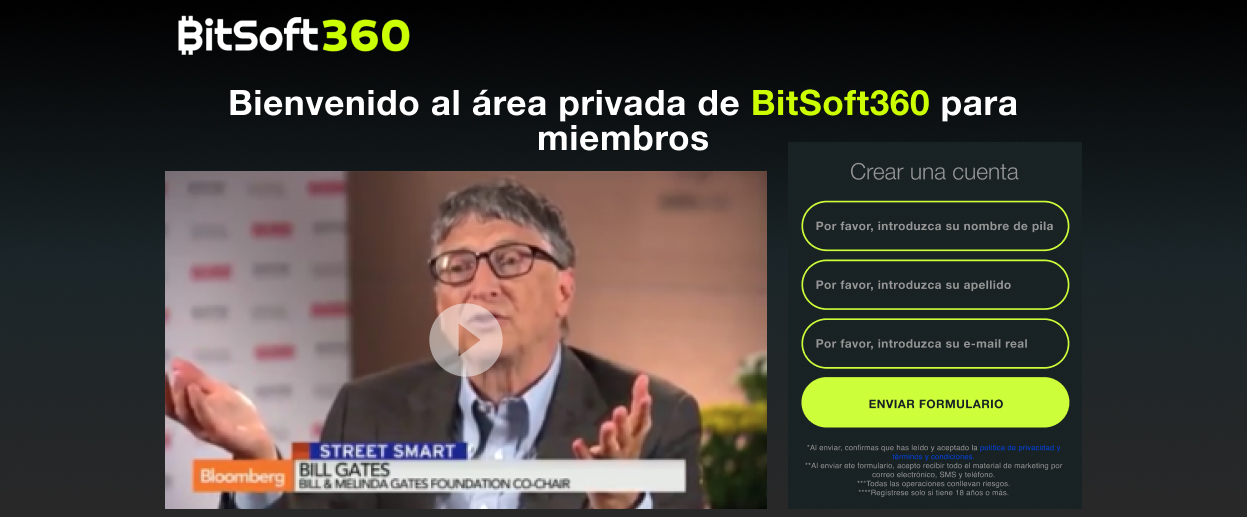 BitSoft360
Bienvenido al área privada de BitSoft360 para
miembros
STREET SMART
Bloomberg
BILL GATES
BILL & MELINDA GATES FOUNDATION CO-CHAIR
Crear una cuenta
Por favor, introduzca su nombre de pila
Por favor, introduzca su apellido
Por favor, introduzca su e-mail real
ENVIAR FORMULARIO
*Al enviar, confirmas que has leído y aceptado la política de privacidad y
términos y condiciones.
**Al enviar ete formulario, acepto recibir todo el material de marketing por
correo electrónico, SMS y teléfono.
***Todas las operaciones conllevan riesgos.
****Regístrese solo si tiene 18 años o más.